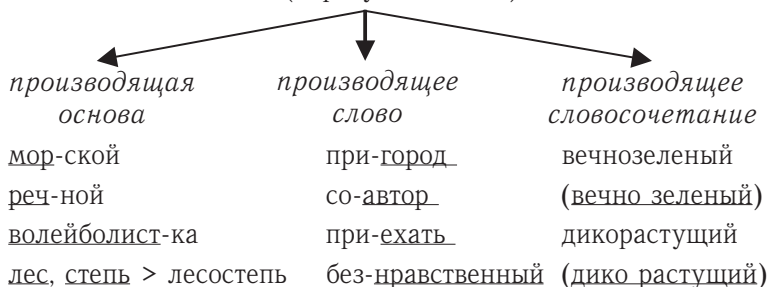 производящая производящее производящее
основа слово словосочетание
мор-ской при-город вечнозеленый
реч-ной со-автор (вечно зеленый)
волейболист-ка при-ехать дикорастущий
лес, степь > лесостепь без-нравственный (дико растущий)